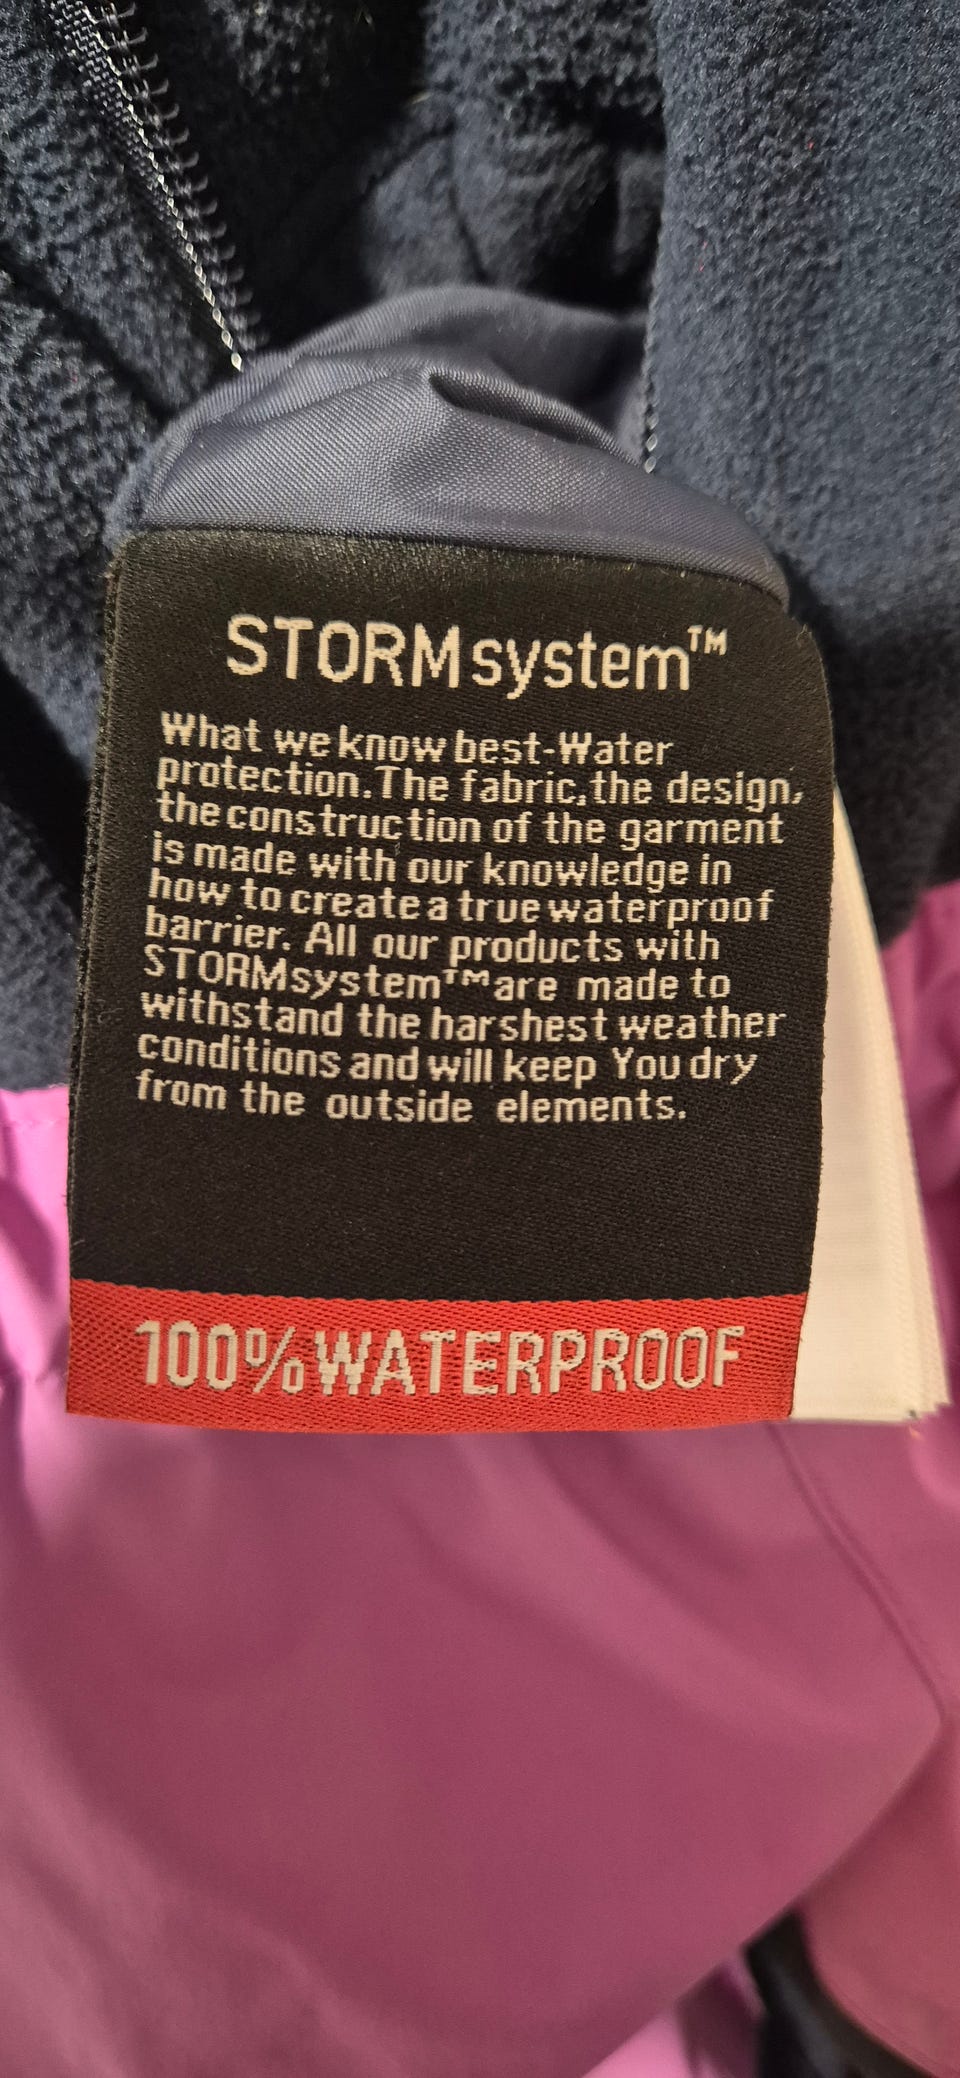 STORMsystem™
What we know best-Water
protection. The fabric, the design,
the construction of the garment
is made with our knowledge in
how to create a true waterproof
barrier. All our products with
STORMsystem™ are made to
withstand the harshest weather
conditions and will keep You dry
from the outside elements.
100% WATERPROOF